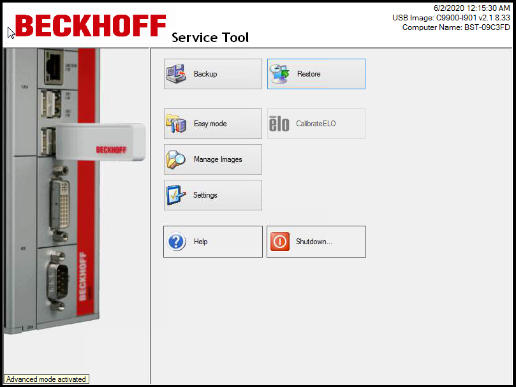 6/2/2020 12:15:30 AM
USB Image: C9900-I901 v2.1.8.33
Computer Name: BST-09C3FD
BECKHOFF
Service Tool
Backup
Restore
Easy mode
elo
CalibrateELO
Manage Images
Settings
Help
Shutdown...
BECKHOFF
BECKHOFF
Advanced mode activated